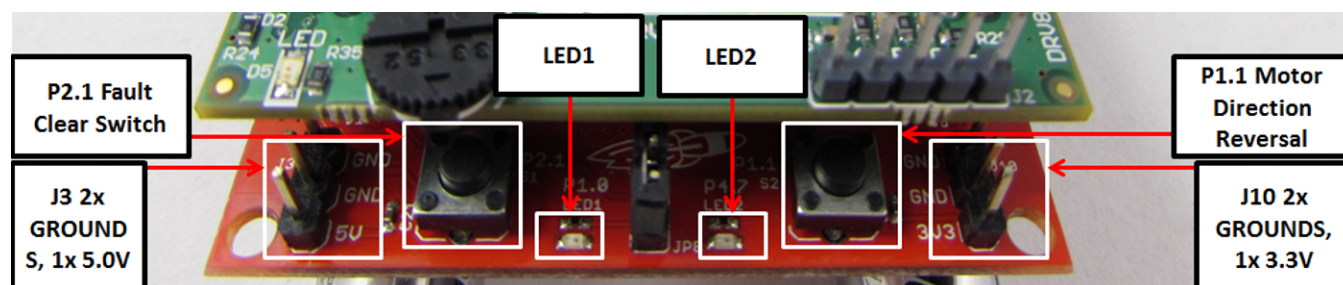 P2.1 Fault
Clear Switch
J3 2x
GROUND
S, 1x 5.0V
LED1
LED2
P1.1 Motor
Direction
Reversal
J10 2x
GROUNDS,
1x 3.3V
D2
R24
LED
D5
R35
DRV8
J2
J3
GND
GND
5V
P2.1
P1.0
LED1
JP8
P4.7
LED2
P1.1
S2
GND
GND
3V3